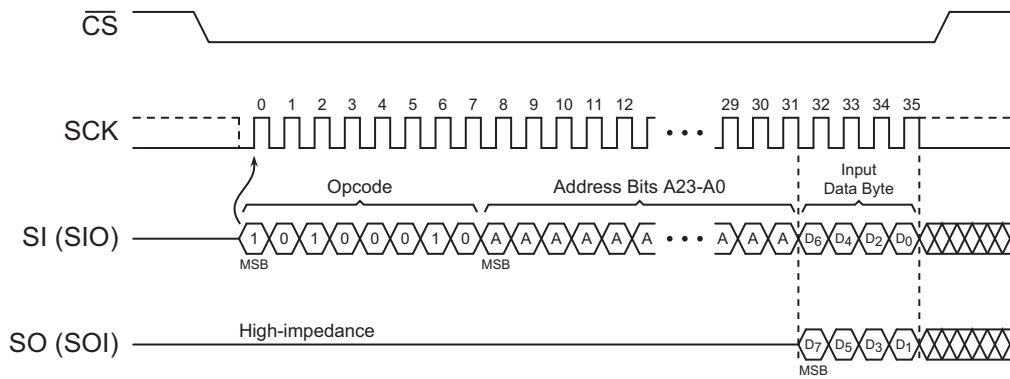 CS
0 1 2 3 4 5 6 7 8 9 10 11 12 29 30 31 32 33 34 35
SCK
Opcode Address Bits A23-A0 Input
Data Byte
SI (SIO) 1 0 1 0 0 0 1 0 A A A A A A A A A D6 D4 D2 D0
MSB MSB
High-impedance
SO (SOI) D7 D5 D3 D1
MSB